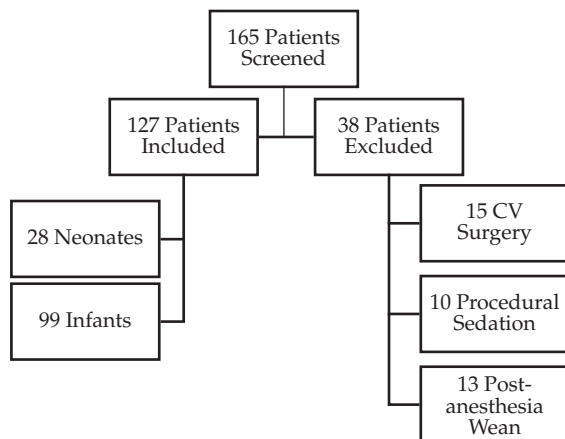 165 Patients
Screened
127 Patients
Included
38 Patients
Excluded
28 Neonates
99 Infants
15 CV
Surgery
10 Procedural
Sedation
13 Post-
anesthesia
Wean